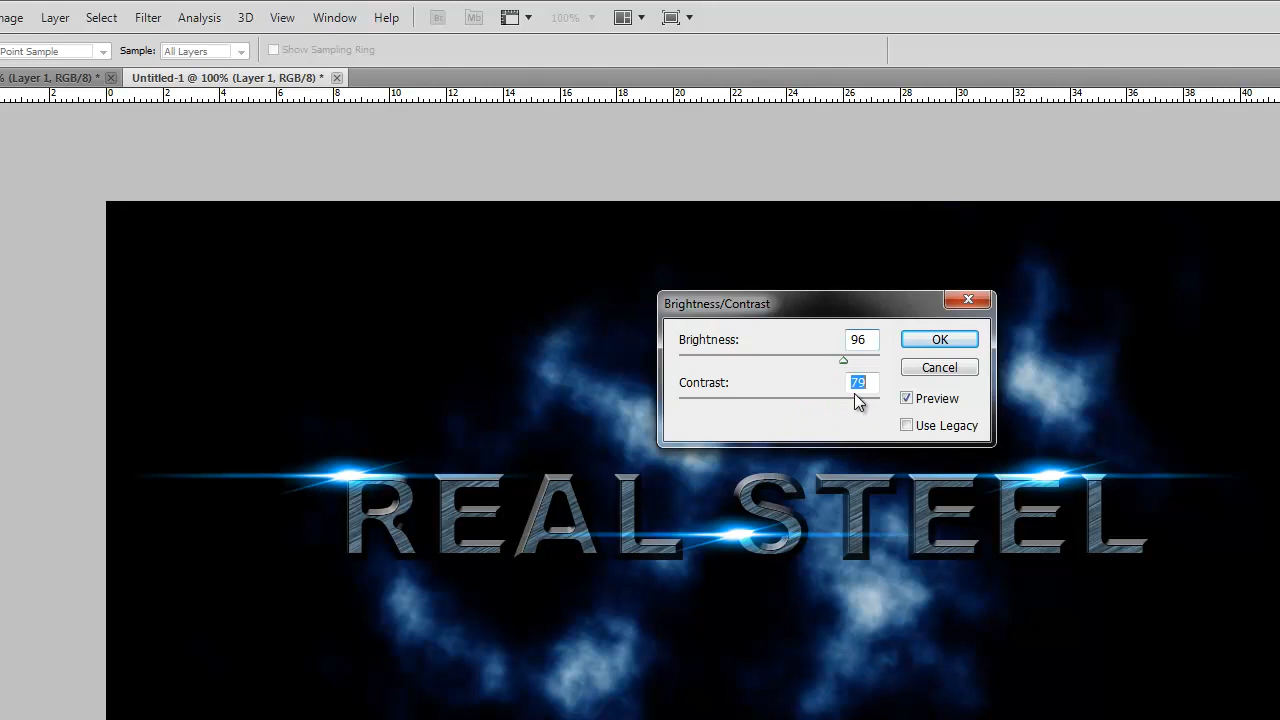 mage Layer Select Filter Analysis 3D View Window Help Br Mb 100%
Point Sample Sample: All Layers Show Sampling Ring
% (Layer 1, RGB/8) * Untitled-1 @ 100% (Layer 1, RGB/8) *
2 0 2 4 6 8 10 12 14 16 18 20 22 24 26 28 30 32 34 36 38 40
Brightness/Contrast
Brightness: 96 OK
Cancel
Contrast: 79
Preview
Use Legacy
REAL STEEL